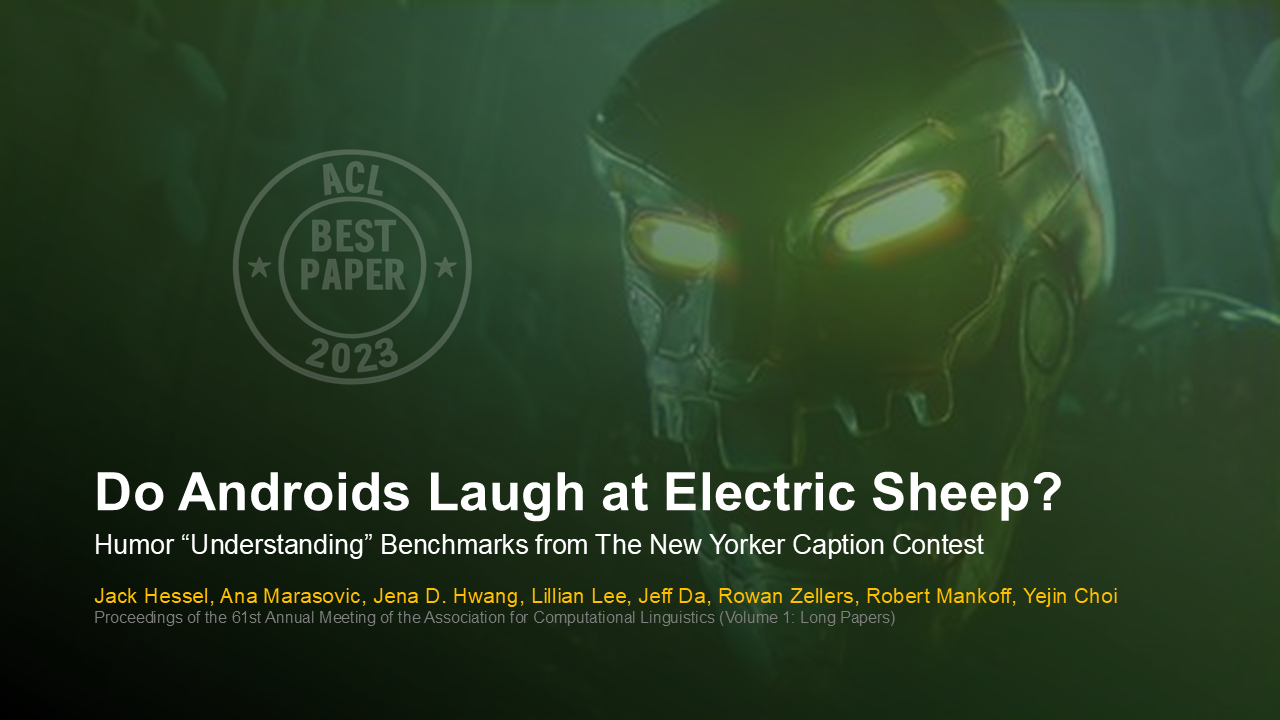 ACL
BEST
PAPER
2023
Do Androids Laugh at Electric Sheep?
Humor “Understanding” Benchmarks from The New Yorker Caption Contest
Jack Hessel, Ana Marasovic, Jena D. Hwang, Lillian Lee, Jeff Da, Rowan Zellers, Robert Mankoff, Yejin Choi
Proceedings of the 61st Annual Meeting of the Association for Computational Linguistics (Volume 1: Long Papers)